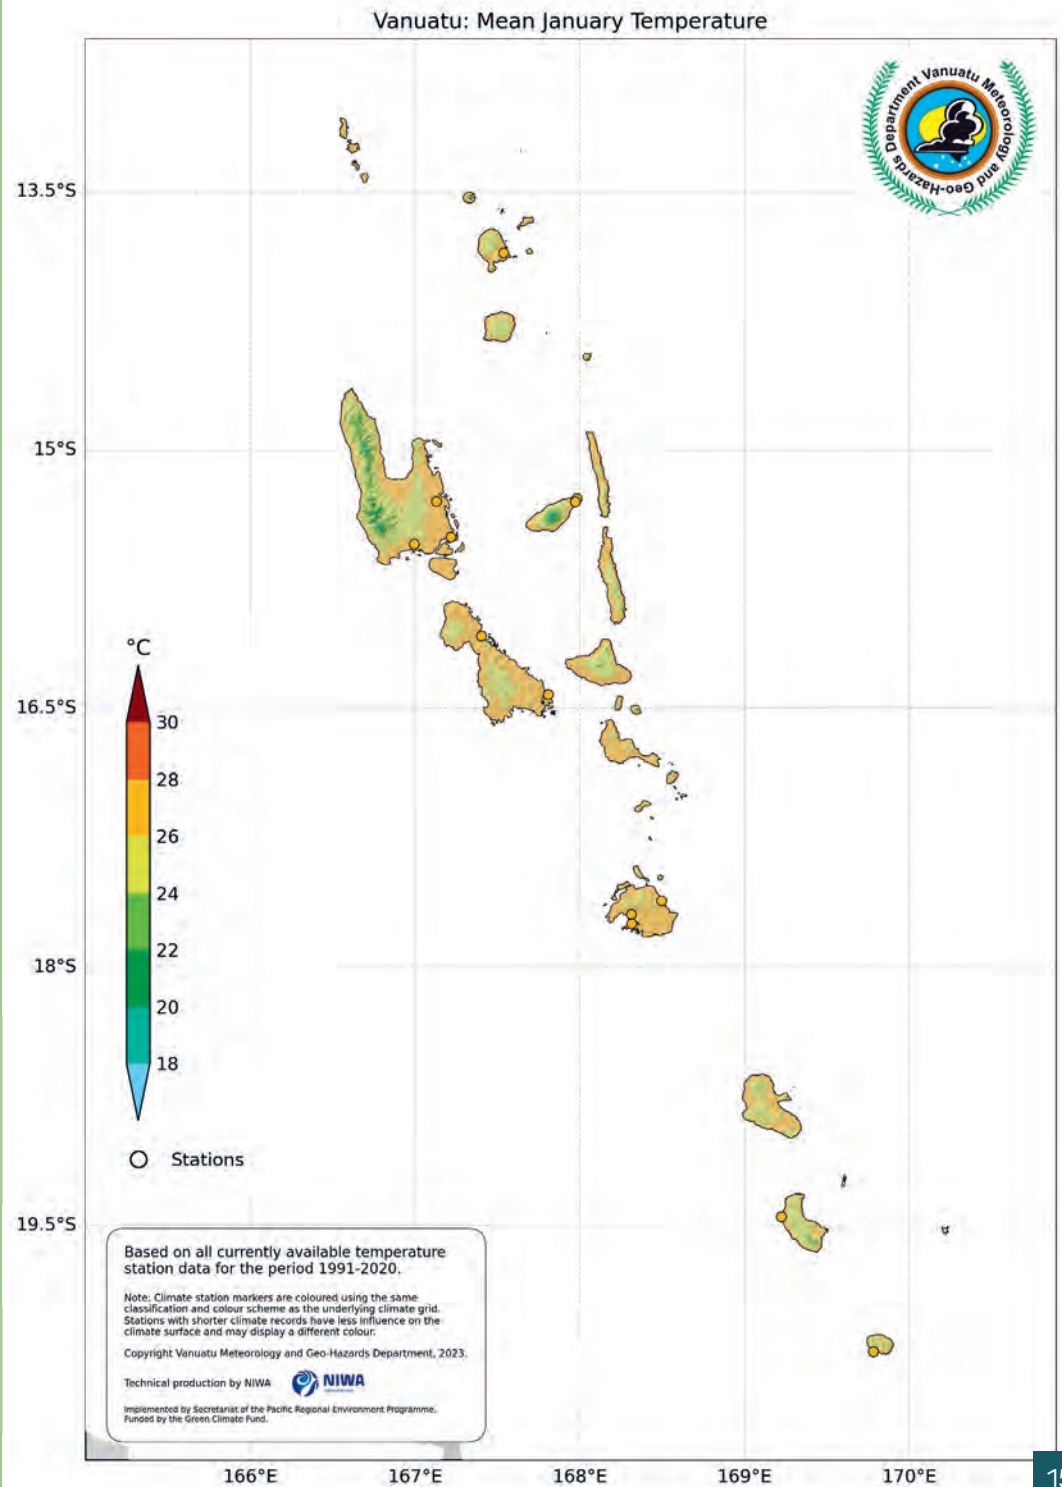 Vanuatu: Mean January Temperature
Department Vanuatu Meteorology and Geo-Hazards
13.5°S
15°S
16.5°S
18°S
19.5°S
°C
30
28
26
24
22
20
18
Stations
Based on all currently available temperature
station data for the period 1991-2020.
Note: Climate station markers are coloured using the same
classification and colour scheme as the underlying climate grid.
Stations with shorter climate records have less influence on the
climate surface and may display a different colour.
Copyright Vanuatu Meteorology and Geo-Hazards Department, 2023.
Technical production by NIWA
NIWA
Implemented by Secretariat of the Pacific Regional Environment Programme.
Funded by the Green Climate Fund.
166°E
167°E
168°E
169°E
170°E